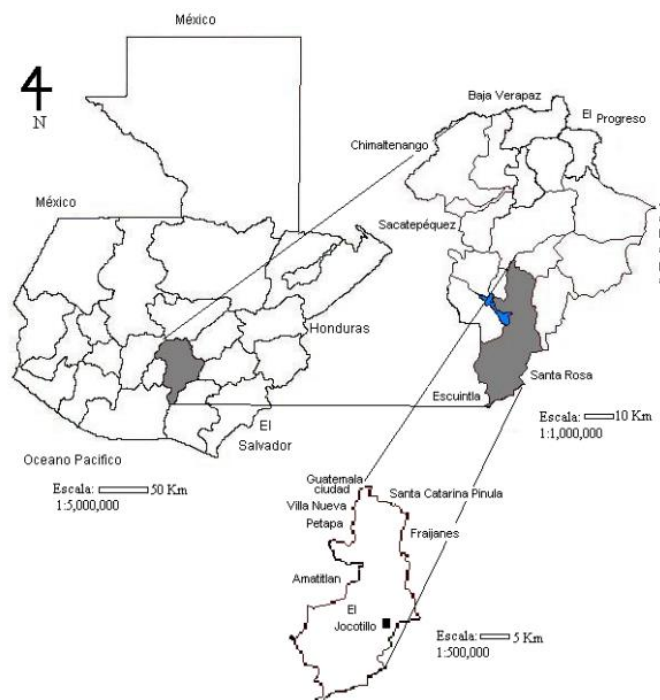 México
N
México
Honduras
El
Salvador
Oceano Pacifico
Escala: 50 Km
1:5,000,000
Baja Verapaz
El
Progreso
Chimaltenango
Sacatepéquez
Santa Rosa
Escuintla
Escala: 10 Km
1:1,000,000
Guatemala
ciudad
Santa Catarina Pinula
Villa Nueva
Petapa
Fraijanes
Amatitlan
El
Jocotillo
Escala: 5 Km
1:500,000